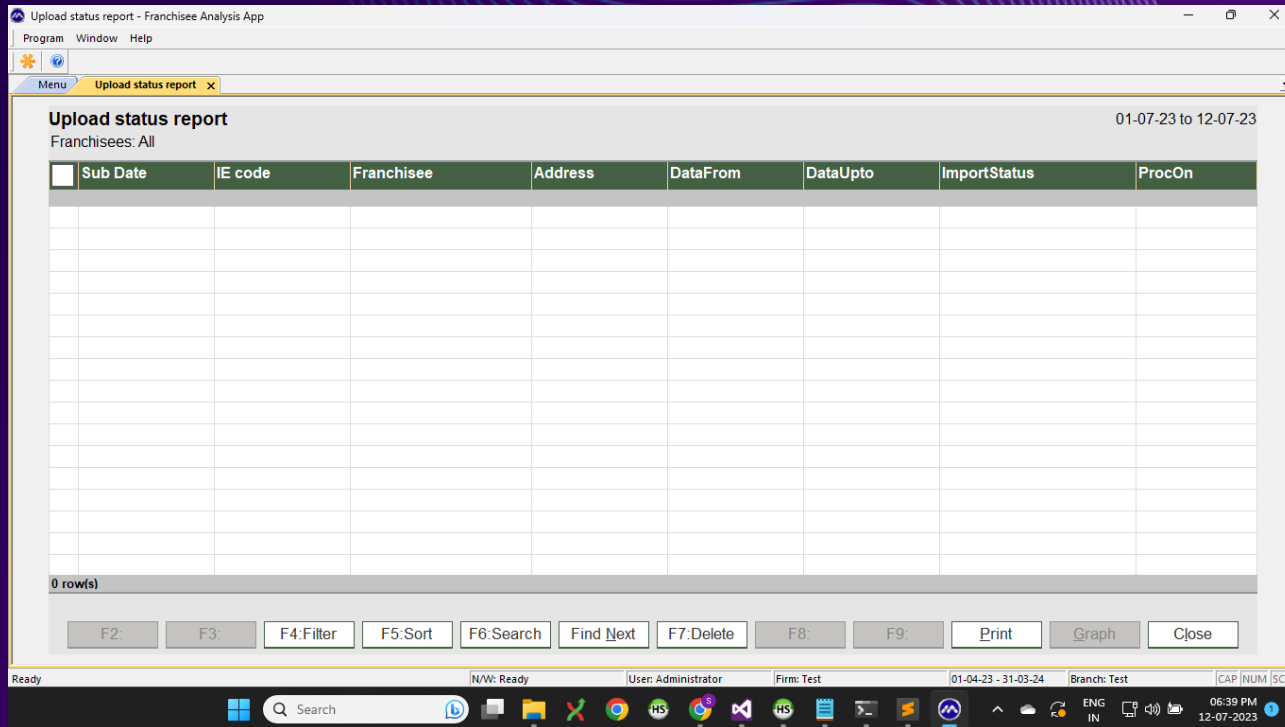 Upload status report - Franchisee Analysis App
Program Window Help
Menu Upload status report x
Upload status report 01-07-23 to 12-07-23
Franchisees: All
Sub Date IE code Franchisee Address DataFrom DataUpto ImportStatus ProcOn
0 row(s)
F2: F3: F4:Filter F5:Sort F6:Search Find Next F7:Delete F8: F9: Print Graph Close
Ready N/W: Ready User: Administrator Firm: Test 01-04-23 - 31-03-24 Branch: Test CAP NUM SC
Search HS S HS ENG 06:39 PM 1
IN 12-07-2023